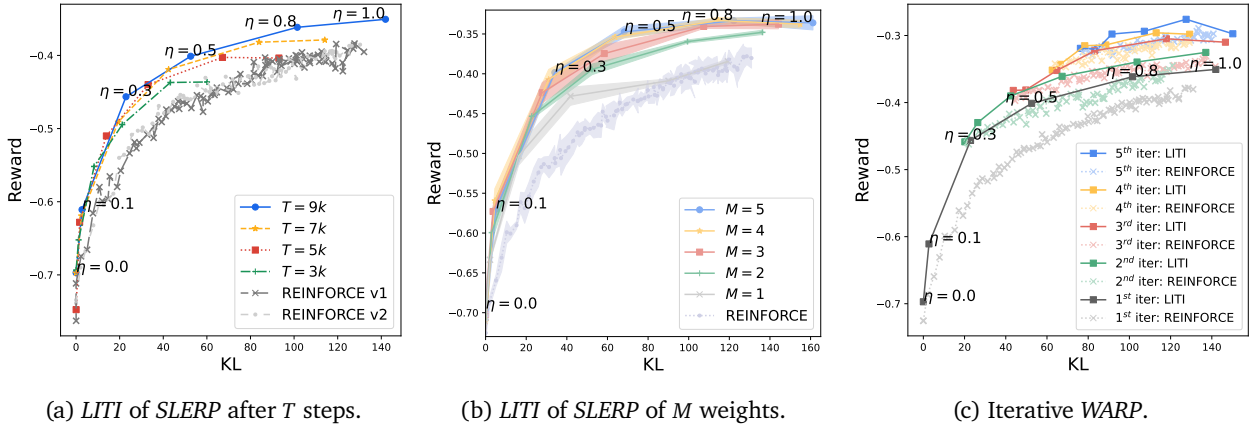 −0.4
−0.5
−0.6
−0.7
Reward
0 20 40 60 80 100 120 140
KL
η = 0.0
η = 0.1
η = 0.3
η = 0.5
η = 0.8
η = 1.0
T = 9k
T = 7k
T = 5k
T = 3k
REINFORCE v1
REINFORCE v2
(a) LITI of SLERP after T steps.
−0.35
−0.40
−0.45
−0.50
−0.55
−0.60
−0.65
−0.70
Reward
0 20 40 60 80 100 120 140 160
KL
η = 0.0
η = 0.1
η = 0.3
η = 0.5
η = 0.8
η = 1.0
M = 5
M = 4
M = 3
M = 2
M = 1
REINFORCE
(b) LITI of SLERP of M weights.
−0.3
−0.4
−0.5
−0.6
−0.7
Reward
0 20 40 60 80 100 120 140
KL
η = 0.0
η = 0.1
η = 0.3
η = 0.5
η = 0.8
η = 1.0
5th iter: LITI
5th iter: REINFORCE
4th iter: LITI
4th iter: REINFORCE
3rd iter: LITI
3rd iter: REINFORCE
2nd iter: LITI
2nd iter: REINFORCE
1st iter: LITI
1st iter: REINFORCE
(c) Iterative WARP.